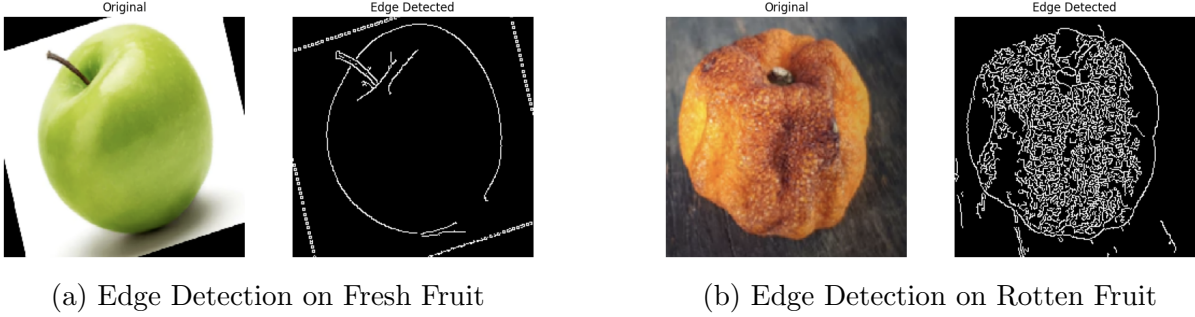 Original
Edge Detected
Original
Edge Detected
(a) Edge Detection on Fresh Fruit
(b) Edge Detection on Rotten Fruit